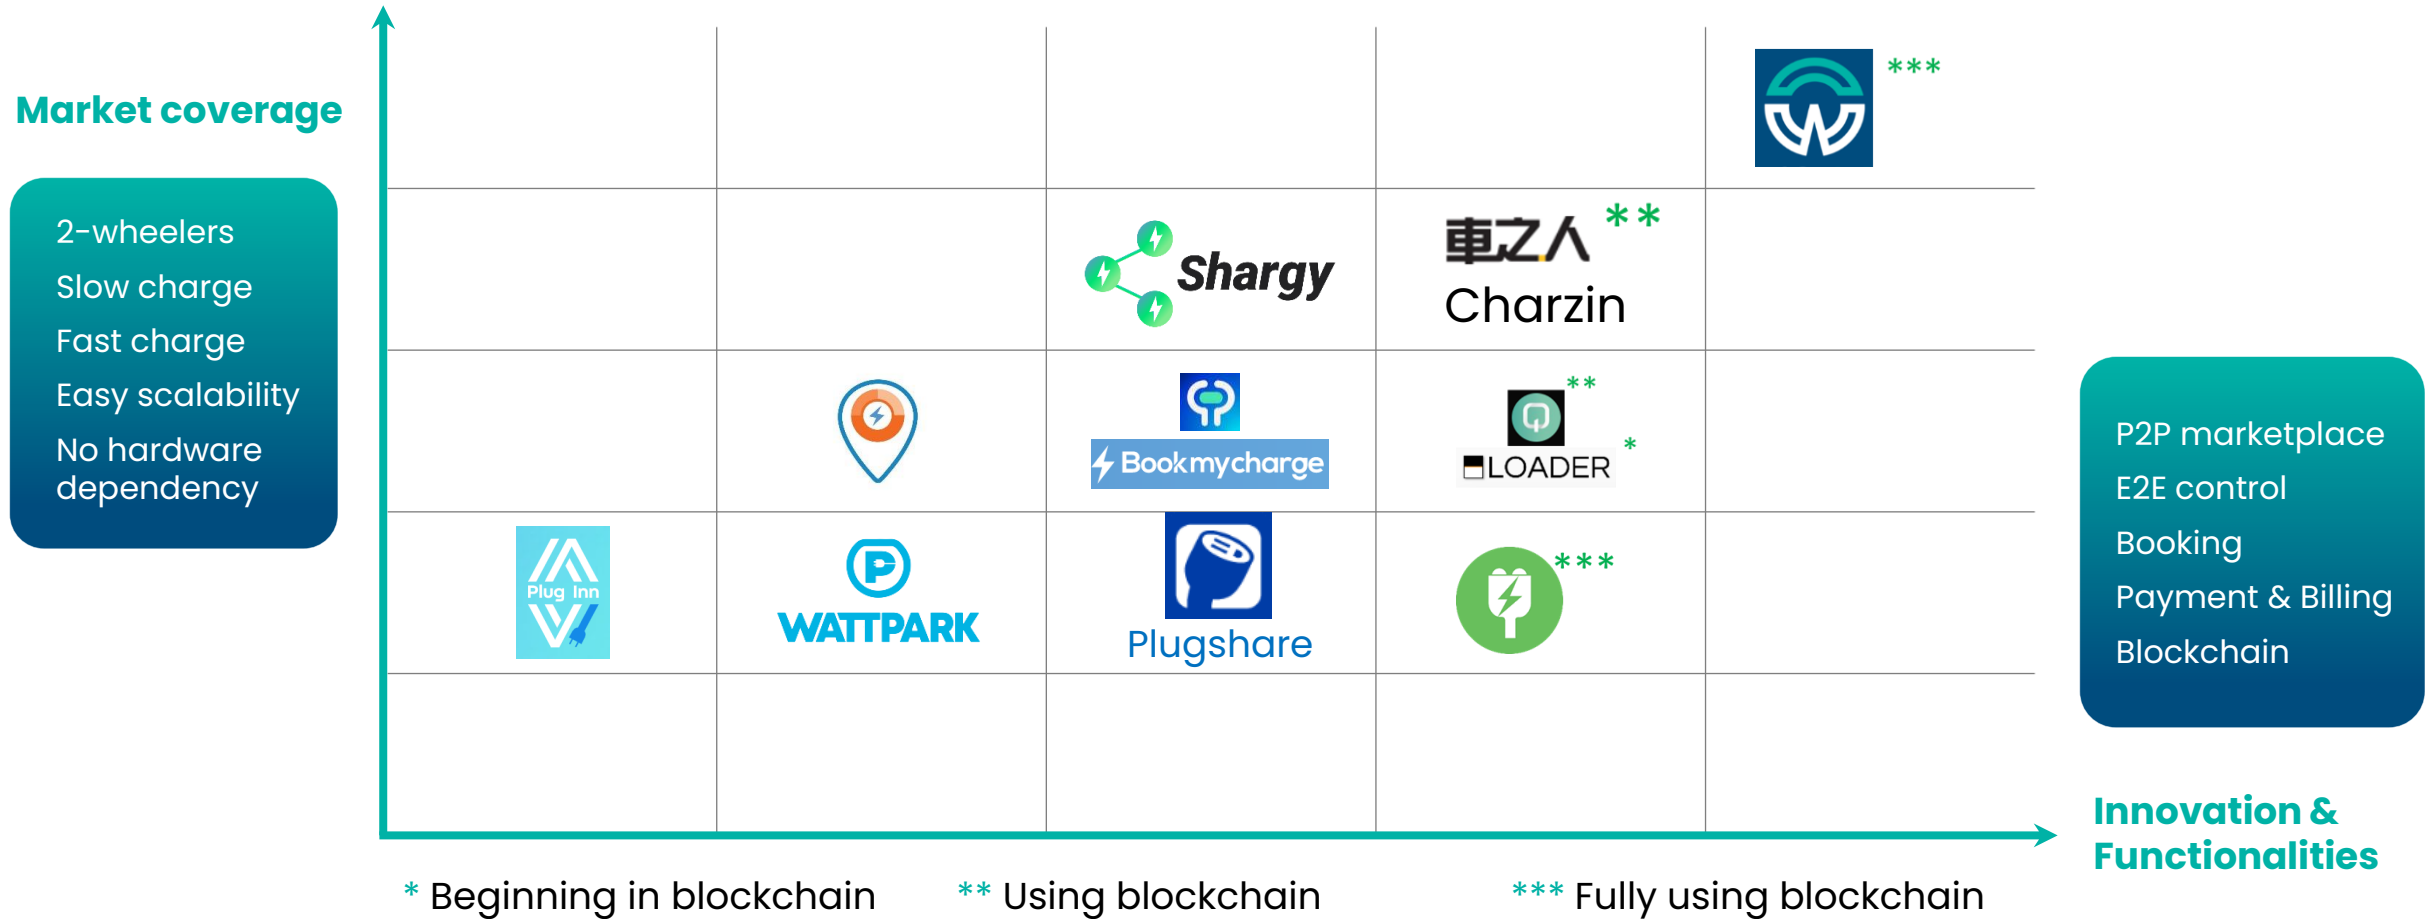 Market coverage
2-wheelers
Slow charge
Fast charge
Easy scalability
No hardware
dependency
***
Shargy
車之人 **
Charzin
Bookmycharge
**
LOADER *
Plug Inn
WATTPARK
Plugshare
***
P2P marketplace
E2E control
Booking
Payment & Billing
Blockchain
Innovation &
Functionalities
* Beginning in blockchain
** Using blockchain
*** Fully using blockchain